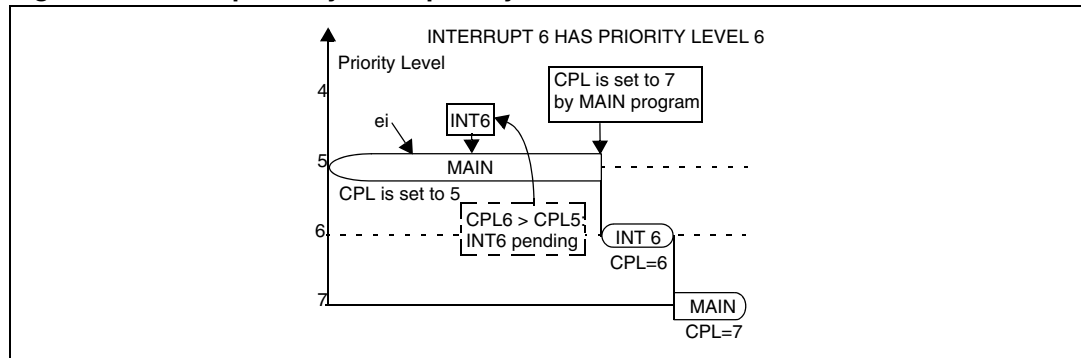 INTERRUPT 6 HAS PRIORITY LEVEL 6
Priority Level
4
CPL is set to 7
by MAIN program
ei
INT6
5
MAIN
CPL is set to 5
CPL6 > CPL5:
INT6 pending
6
INT 6
CPL=6
7
MAIN
CPL=7